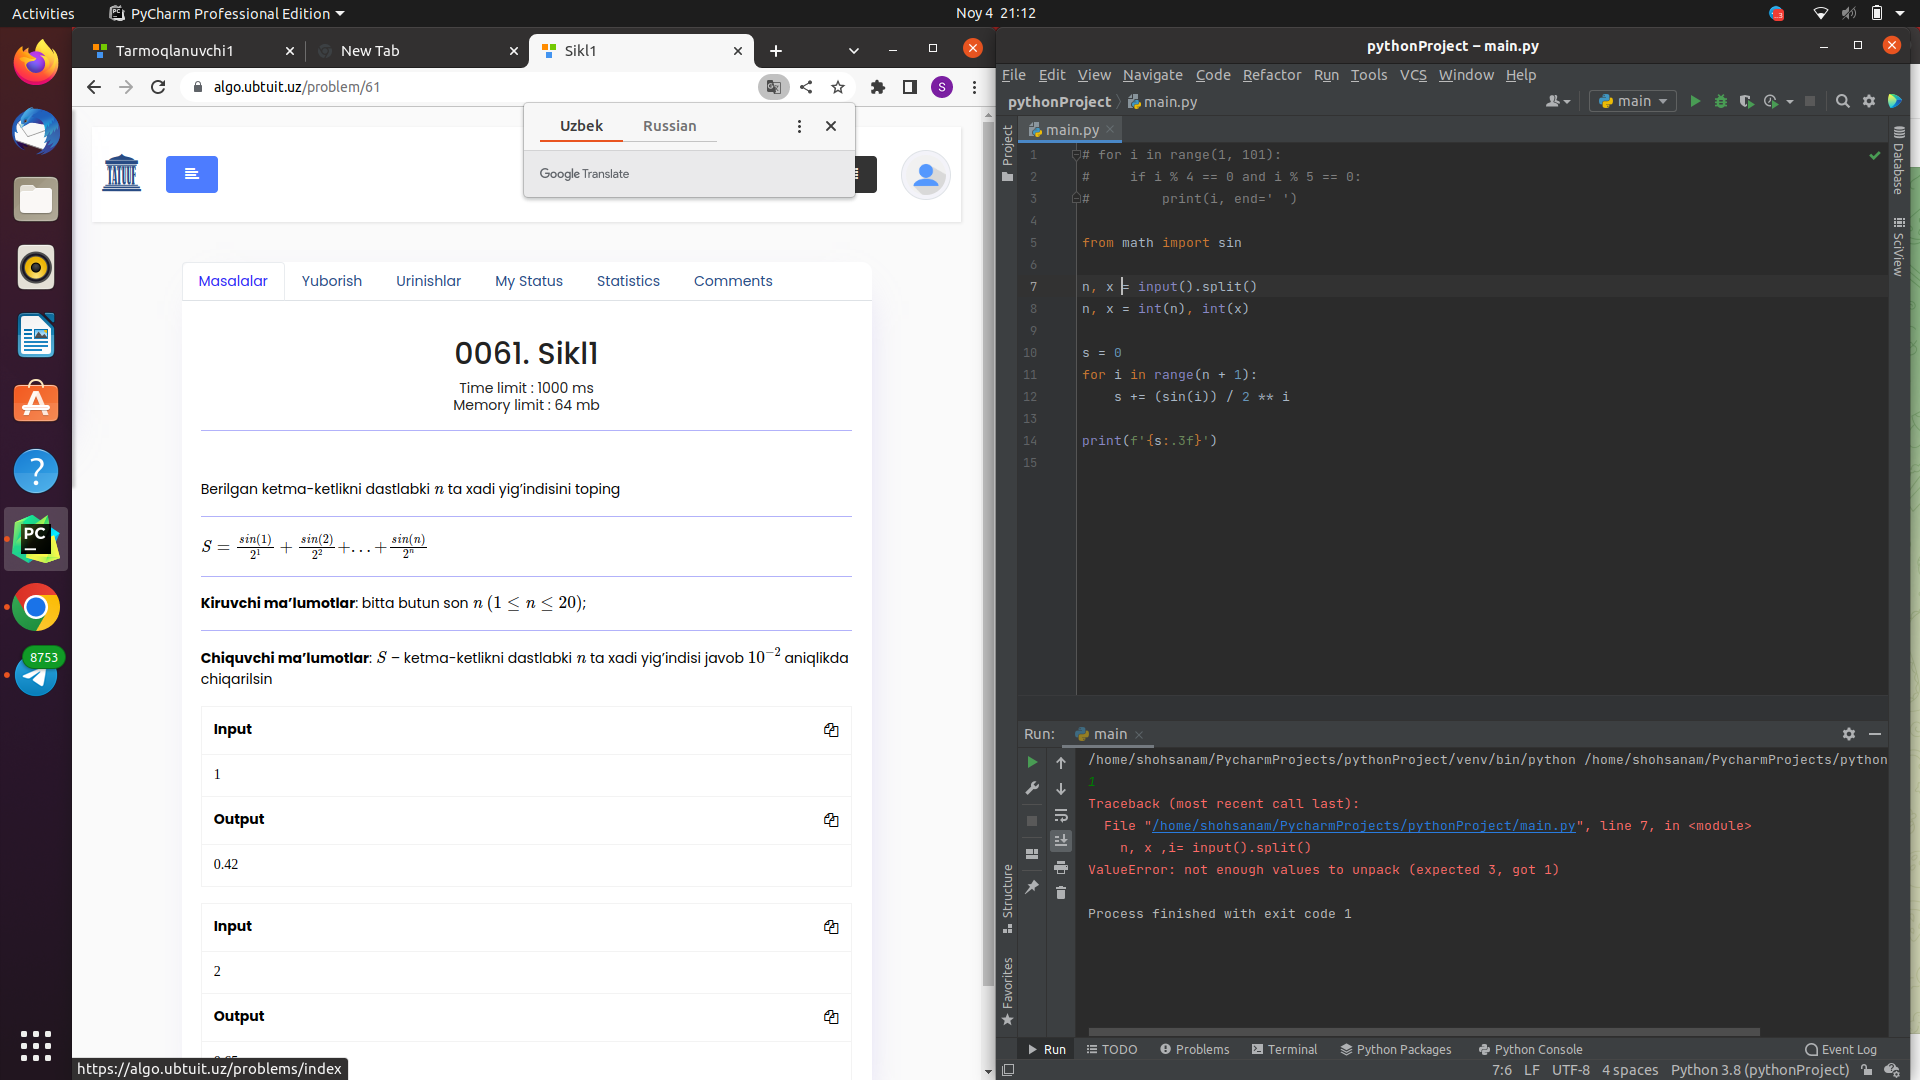 Activities
PyCharm Professional Edition
Noy 4 21:12
Tarmoqlanuvchi1
New Tab
Sikl1
algo.ubtuit.uz/problem/61
S
Uzbek
Russian
Google Translate
Masalalar
Yuborish
Urinishlar
My Status
Statistics
Comments
0061. Sikl1
Time limit : 1000 ms
Memory limit : 64 mb
Berilgan ketma-ketlikni dastlabki n ta xadi yig‘indisini toping
S = sin(1)/2^1 + sin(2)/2^2 +...+ sin(n)/2^n
Kiruvchi ma’lumotlar: bitta butun son n (1 ≤ n ≤ 20);
Chiquvchi ma’lumotlar: S – ketma-ketlikni dastlabki n ta xadi yig‘indisi javob 10^−2 aniqlikda
chiqarilsin
Input
1
Output
0.42
Input
2
Output
https://algo.ubtuit.uz/problems/index
8753
PC
pythonProject – main.py
File Edit View Navigate Code Refactor Run Tools VCS Window Help
pythonProject
main.py
main
main.py
Project
Database
SciView
1 # for i in range(1, 101):
2 #     if i % 4 == 0 and i % 5 == 0:
3 #         print(i, end=' ')
4
5 from math import sin
6
7 n, x = input().split()
8 n, x = int(n), int(x)
9
10 s = 0
11 for i in range(n + 1):
12     s += (sin(i)) / 2 ** i
13
14 print(f'{s:.3f}')
15
Run:
main
/home/shohsanam/PycharmProjects/pythonProject/venv/bin/python /home/shohsanam/PycharmProjects/python
1
Traceback (most recent call last):
  File "/home/shohsanam/PycharmProjects/pythonProject/main.py", line 7, in <module>
    n, x ,i= input().split()
ValueError: not enough values to unpack (expected 3, got 1)
Process finished with exit code 1
Structure
Favorites
Run
TODO
Problems
Terminal
Python Packages
Python Console
Event Log
7:6 LF UTF-8 4 spaces Python 3.8 (pythonProject)